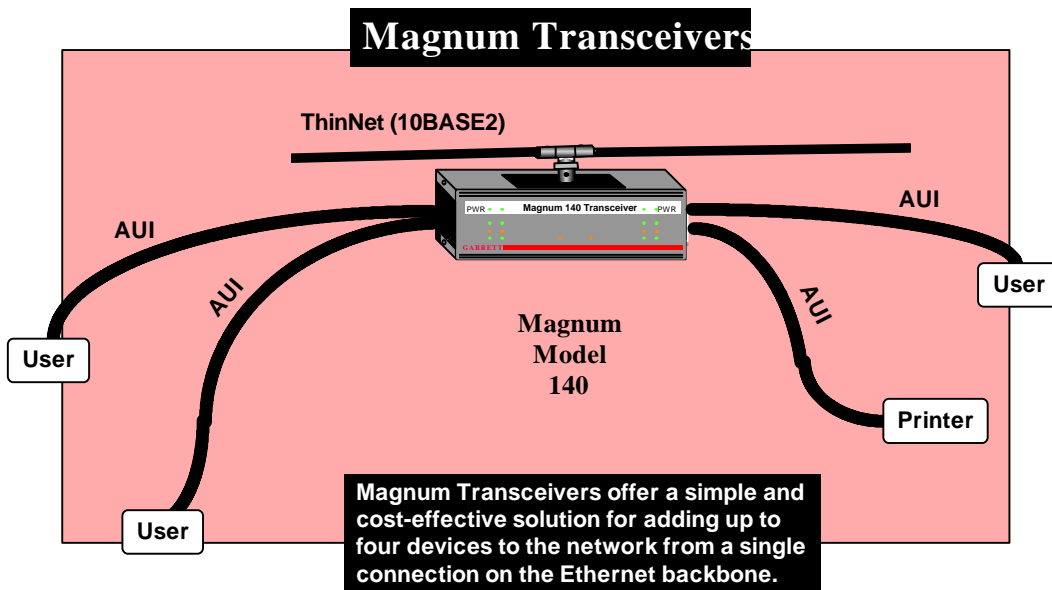 Magnum Transceivers
ThinNet (10BASE2)
PWR Magnum 140 Transceiver PWR
GARRETT
AUI
AUI
AUI
AUI
User
User
User
Printer
Magnum
Model
140
Magnum Transceivers offer a simple and
cost-effective solution for adding up to
four devices to the network from a single
connection on the Ethernet backbone.